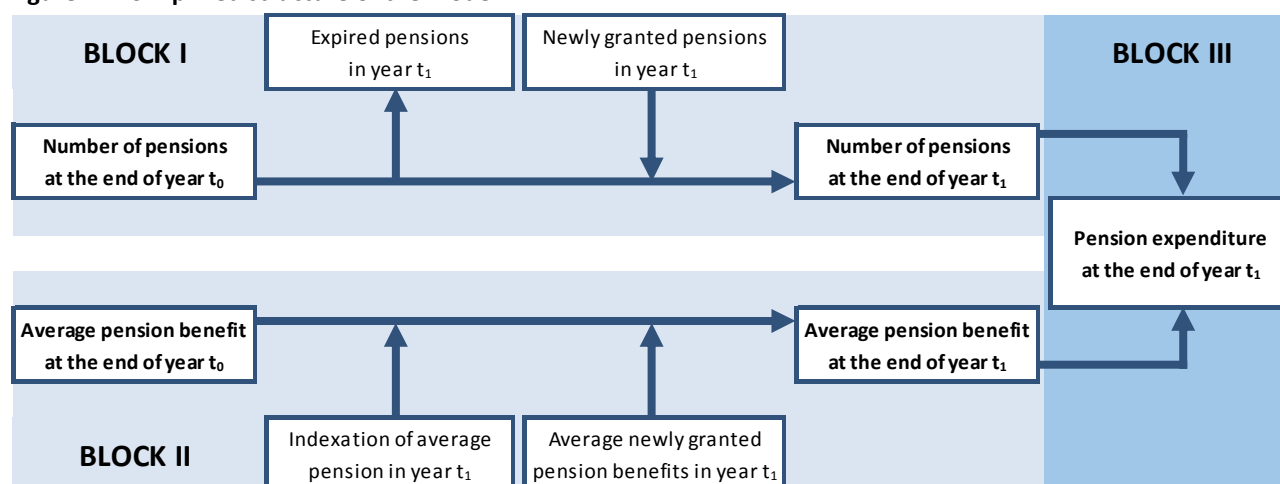 BLOCK I
Expired pensions
in year t₁
Newly granted pensions
in year t₁
BLOCK III
Number of pensions
at the end of year t₀
Number of pensions
at the end of year t₁
Pension expenditure
at the end of year t₁
Average pension benefit
at the end of year t₀
Average pension benefit
at the end of year t₁
BLOCK II
Indexation of average
pension in year t₁
Average newly granted
pension benefits in year t₁